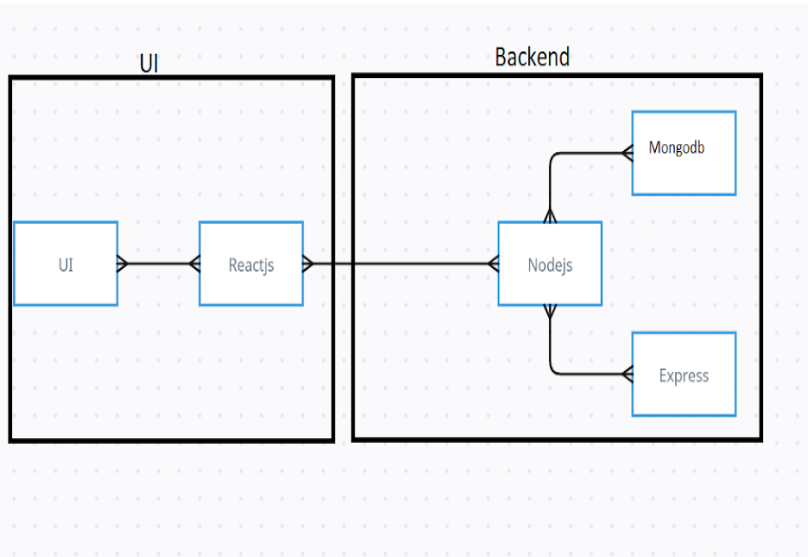 UI
Backend
Mongodb
UI
Reactjs
Nodejs
Express